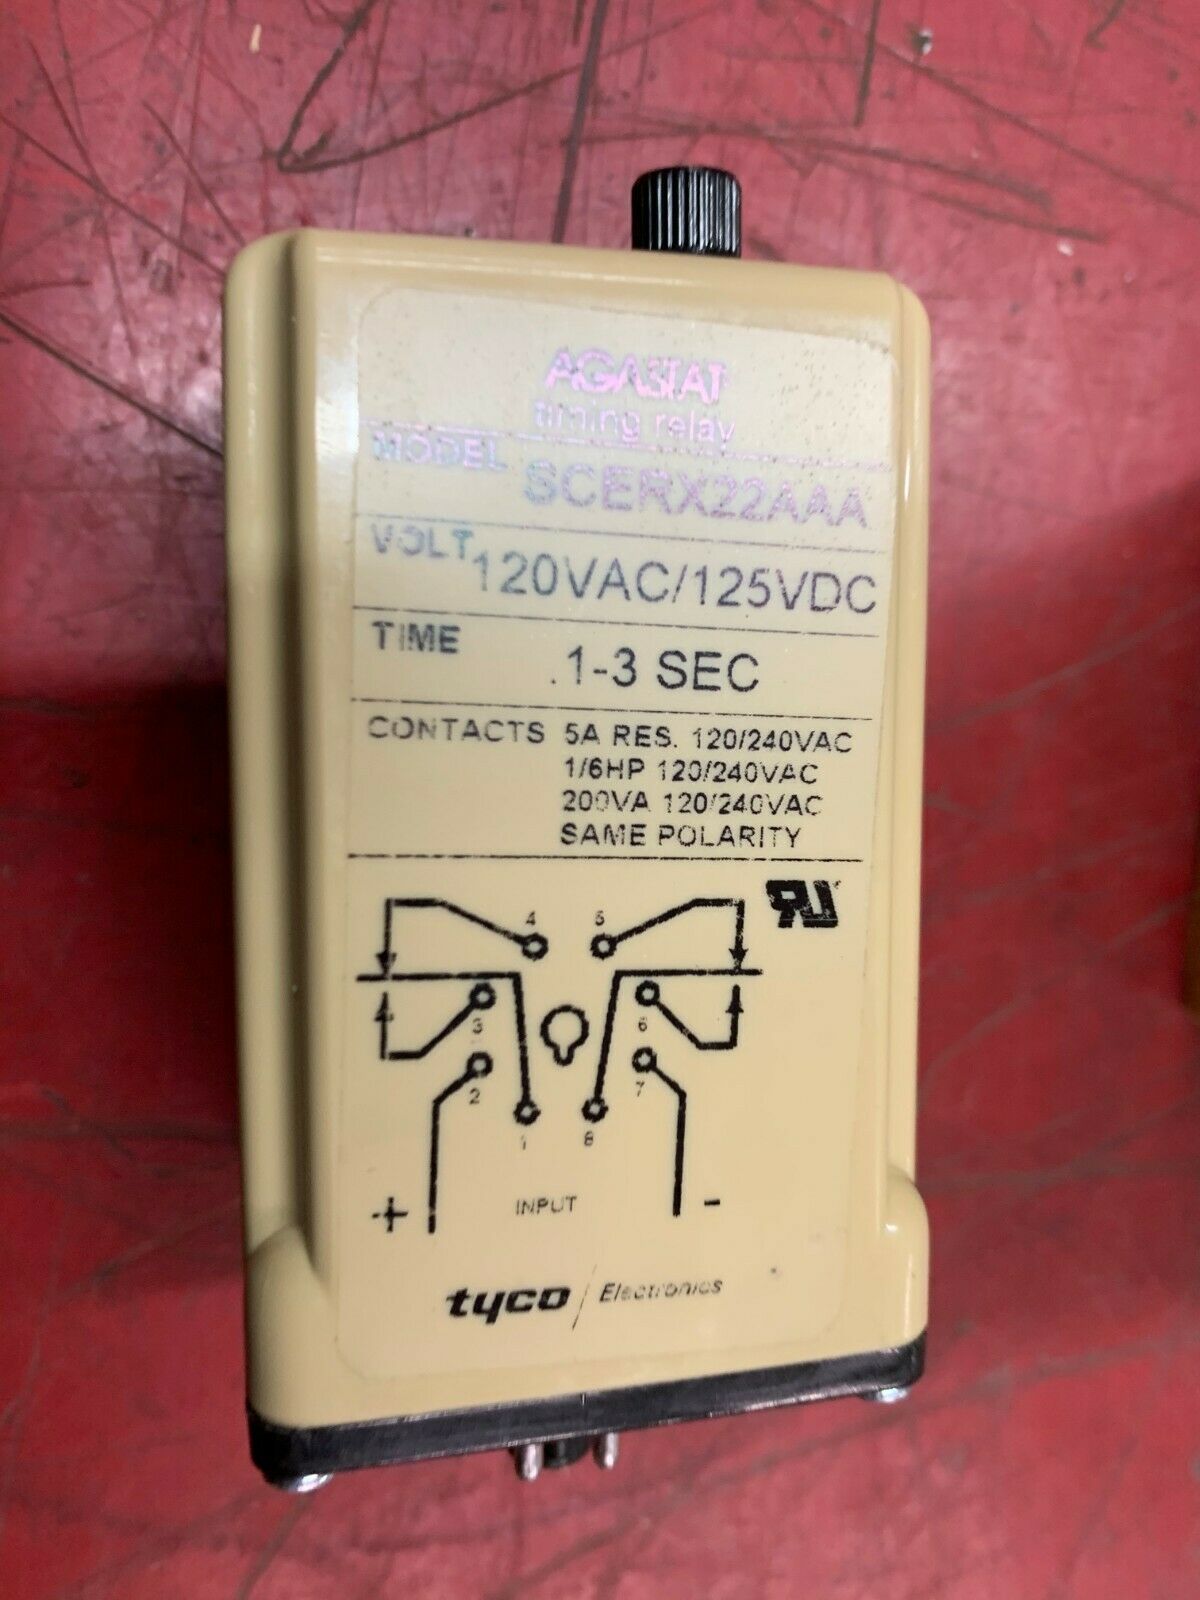 AGASTAT
timing relay
MODEL SCERX22AAA
VOLT 120VAC/125VDC
TIME .1-3 SEC
CONTACTS 5A RES. 120/240VAC
1/6HP 120/240VAC
200VA 120/240VAC
SAME POLARITY
RU
4 5
3 6
2 7
1 8
+ INPUT -
tyco / Electronics